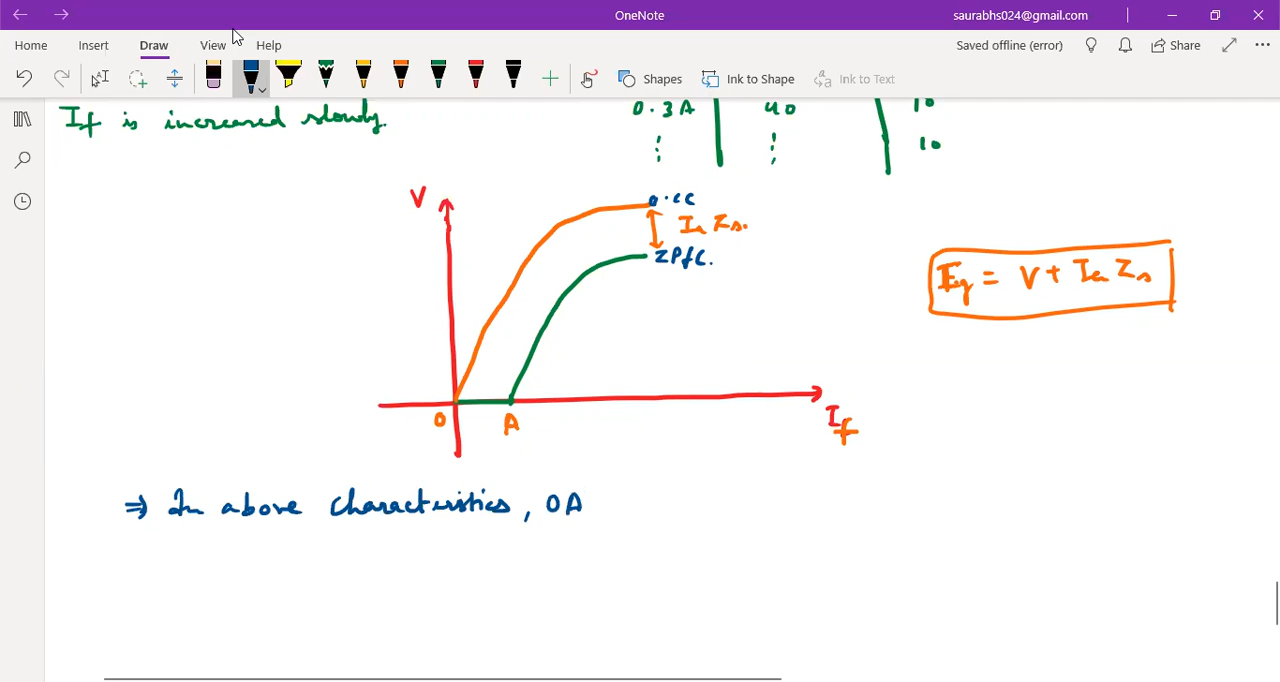 OneNote
saurabhs024@gmail.com
Home Insert Draw View Help
Saved offline (error) Share
Shapes Ink to Shape Ink to Text
If is increased slowly.
0.3A 40 10
10
V
O.CC
Ia Zs.
ZPFC.
Eg = V + Ia Zs
O A If
⇒ In above characteristics, OA